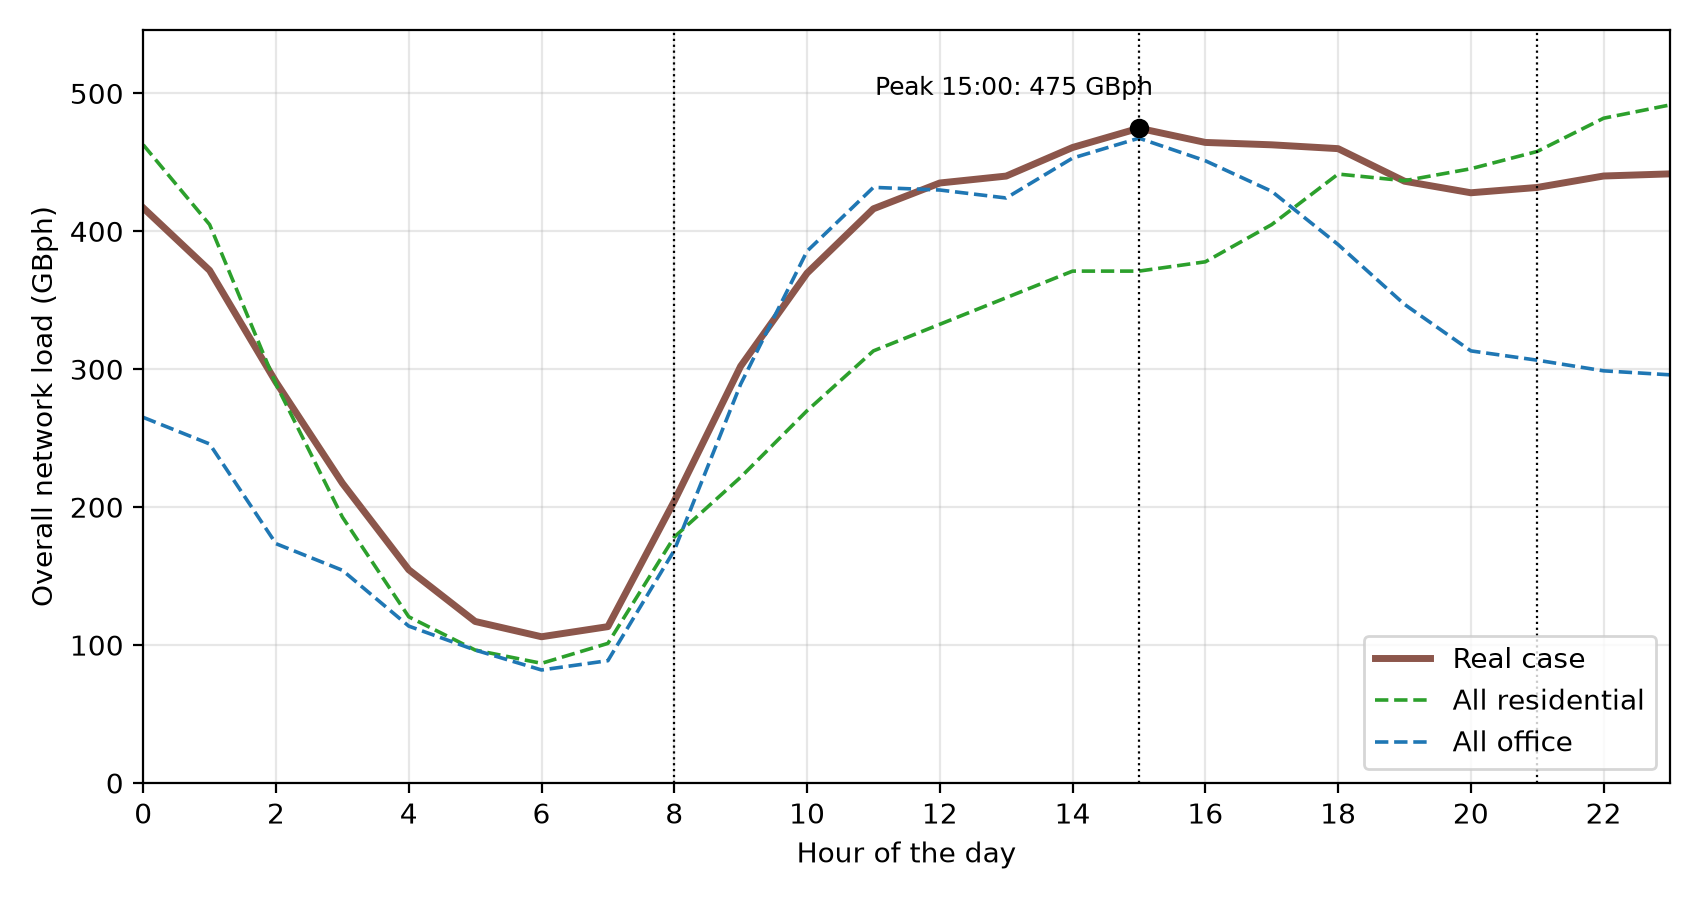 Peak 15:00: 475 GBph
Overall network load (GBph)
500
400
300
200
100
0
0 2 4 6 8 10 12 14 16 18 20 22
Hour of the day
Real case
All residential
All office